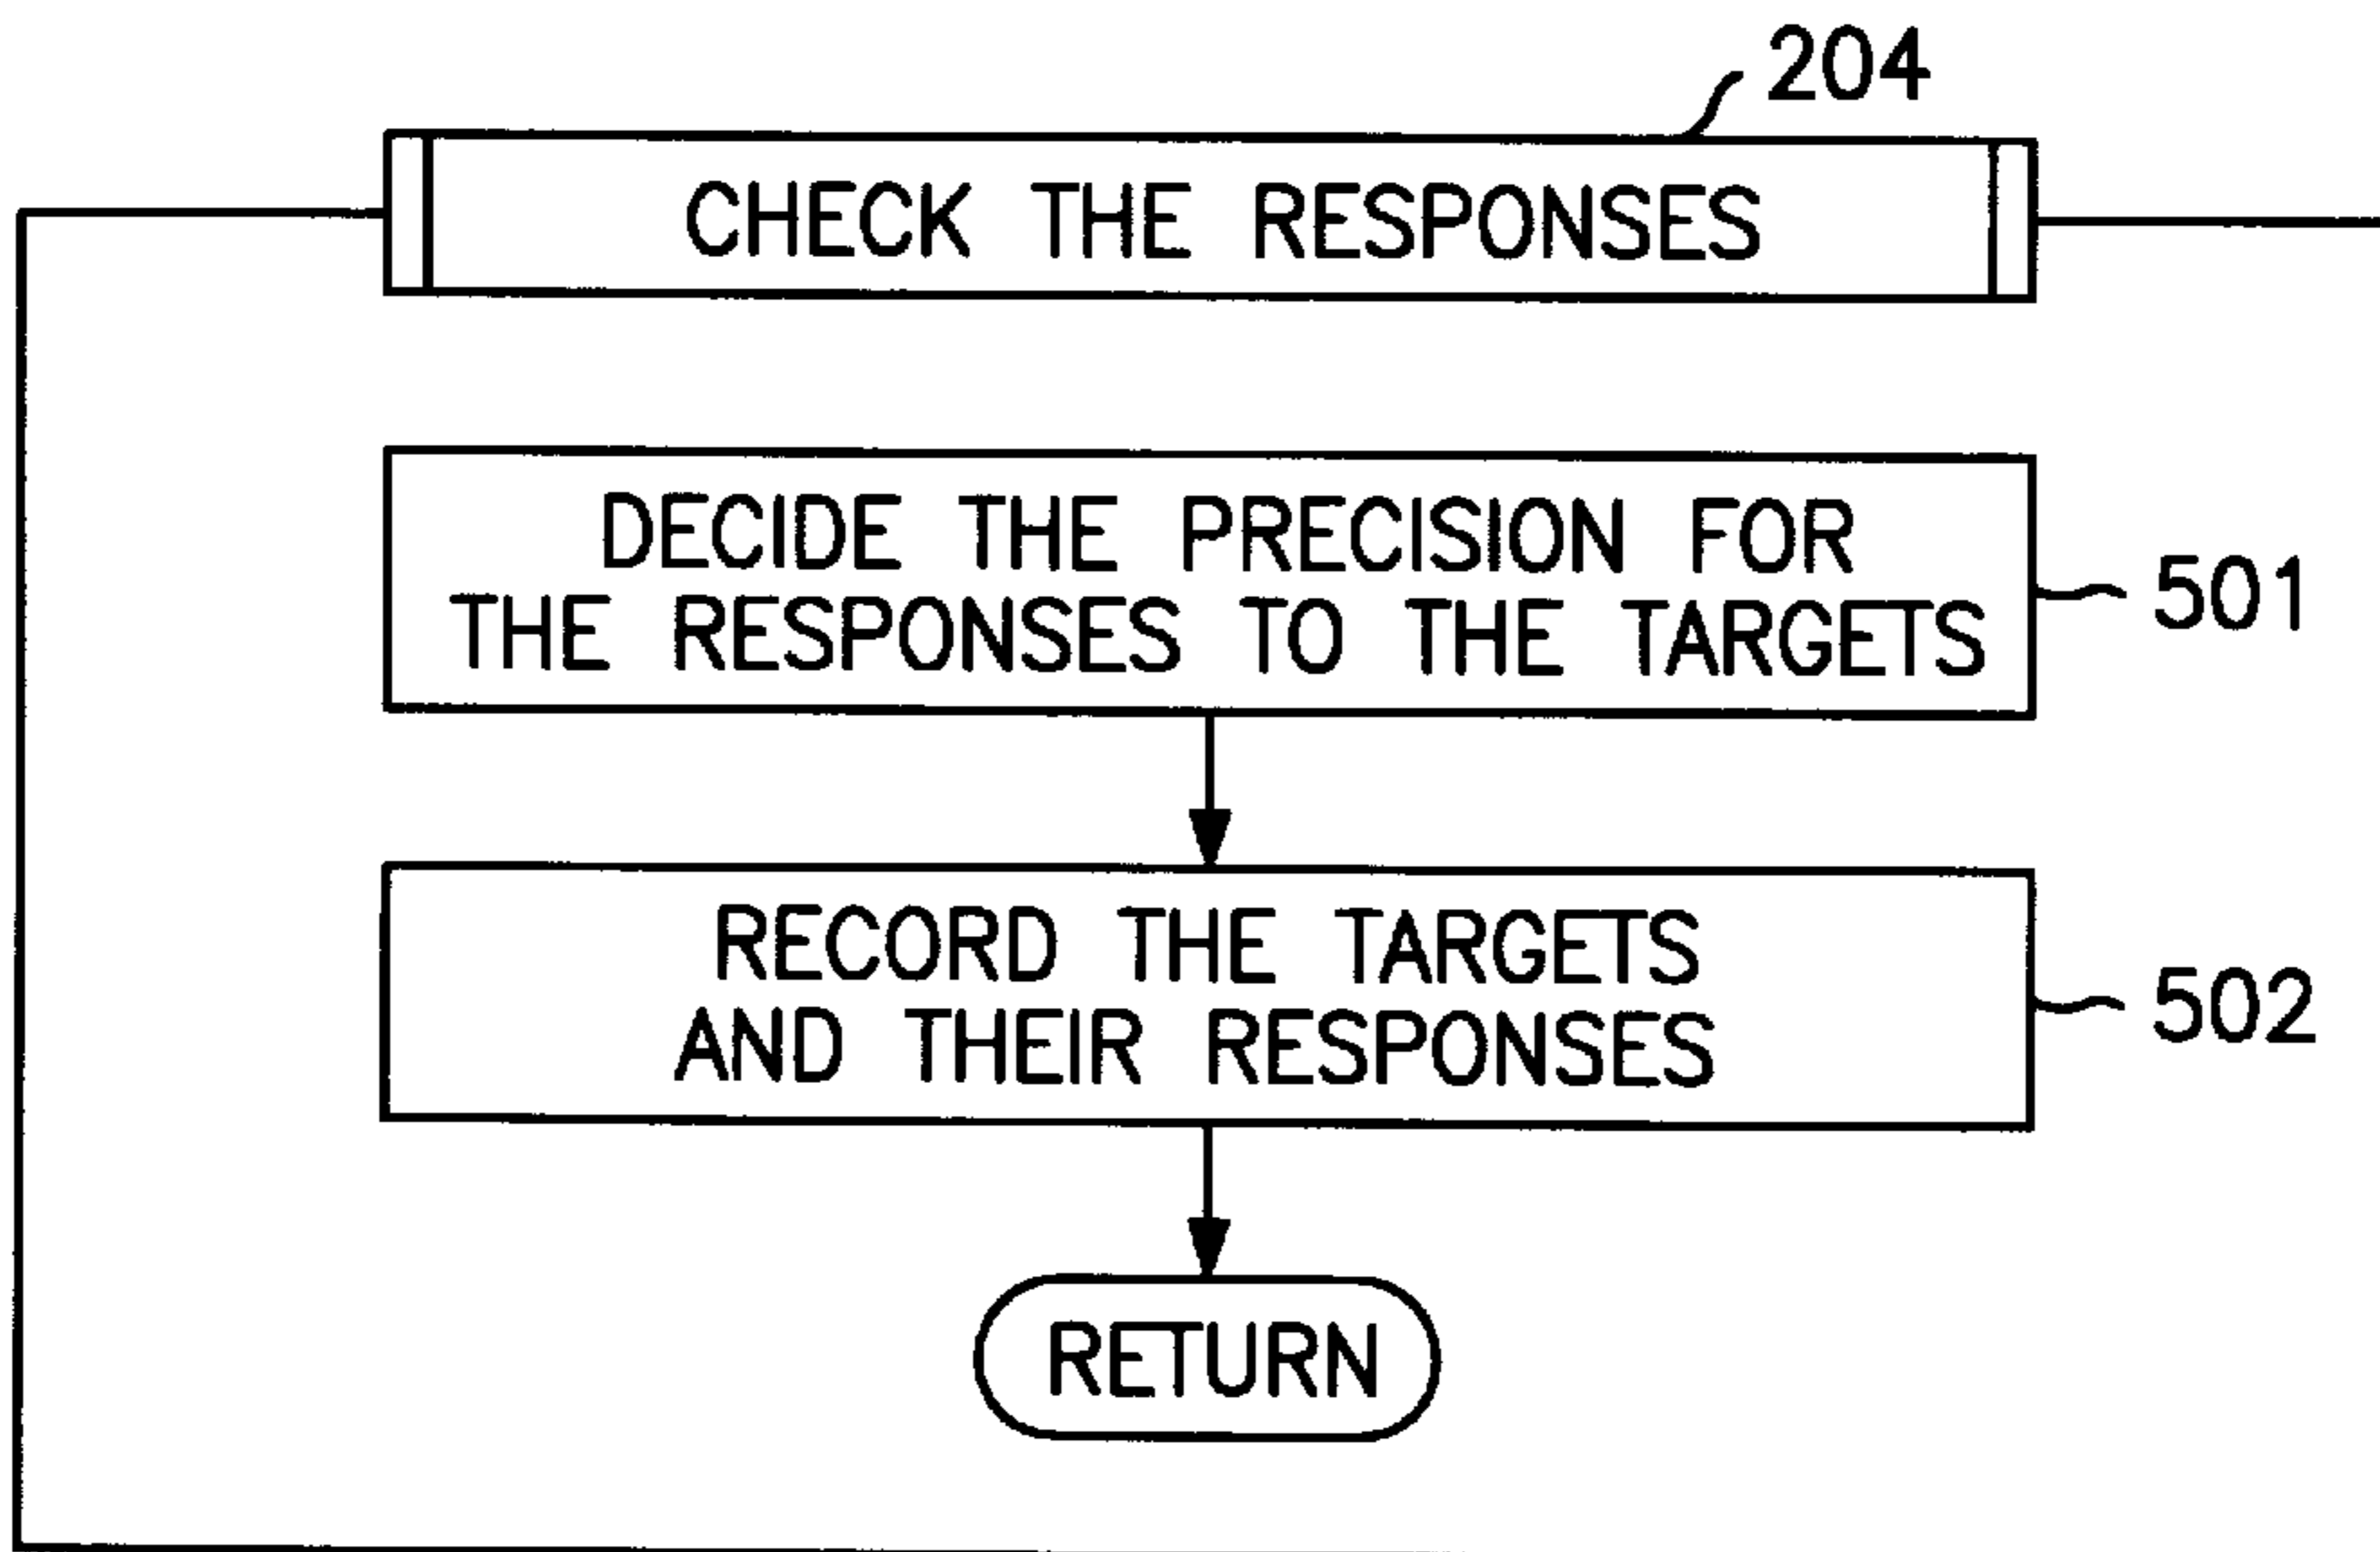 204
CHECK THE RESPONSES
DECIDE THE PRECISION FOR
THE RESPONSES TO THE TARGETS
501
RECORD THE TARGETS
AND THEIR RESPONSES
502
RETURN